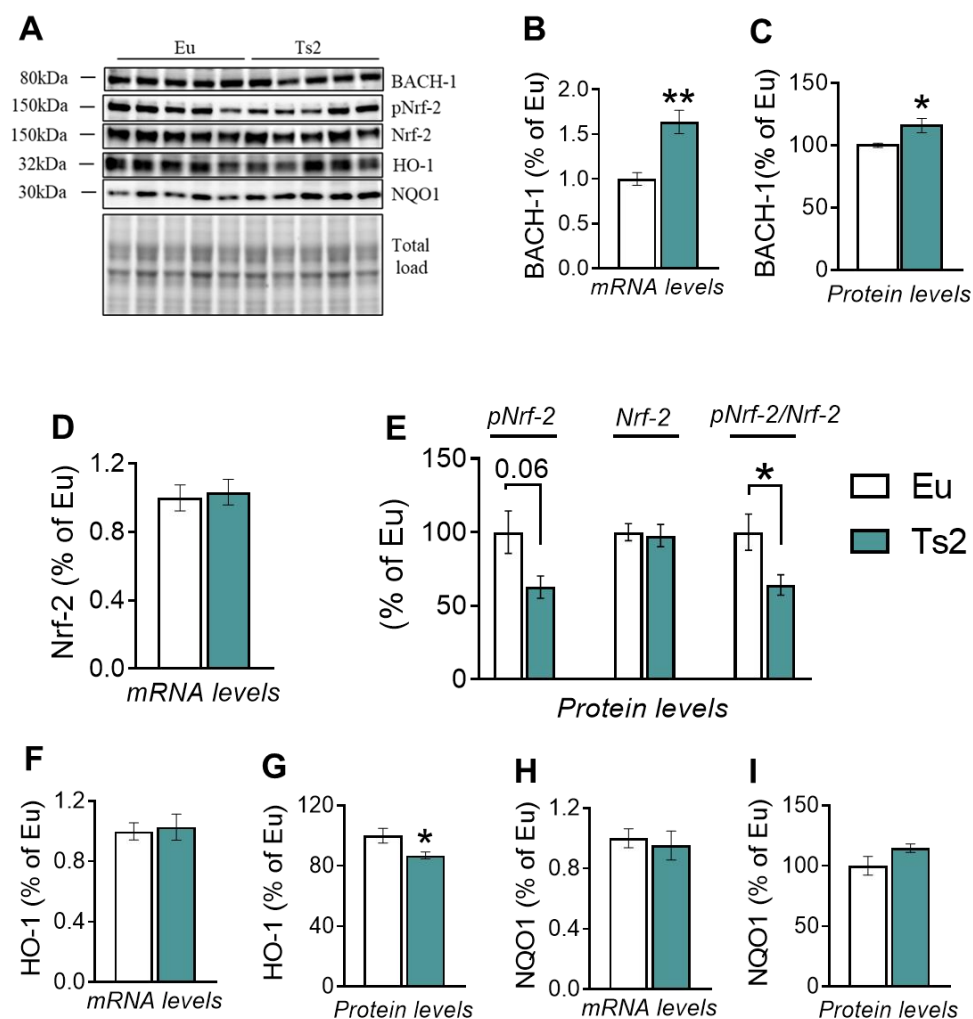 A
Eu Ts2
80kDa BACH-1
150kDa pNrf-2
150kDa Nrf-2
32kDa HO-1
30kDa NQO1
Total
load
B
BACH-1 (% of Eu)
2.0
1.5
1.0
0.5
0.0
**
mRNA levels
C
BACH-1(% of Eu)
150
100
50
0
*
Protein levels
D
Nrf-2 (% of Eu)
1.2
0.8
0.4
0.0
mRNA levels
E
pNrf-2 Nrf-2 pNrf-2/Nrf-2
(% of Eu)
150
100
50
0
0.06
*
Protein levels
Eu
Ts2
F
HO-1 (% of Eu)
1.2
0.8
0.4
0.0
mRNA levels
G
HO-1 (% of Eu)
120
80
40
0
*
Protein levels
H
NQO1 (% of Eu)
1.2
0.8
0.4
0.0
mRNA levels
I
NQO1 (% of Eu)
150
100
50
0
Protein levels